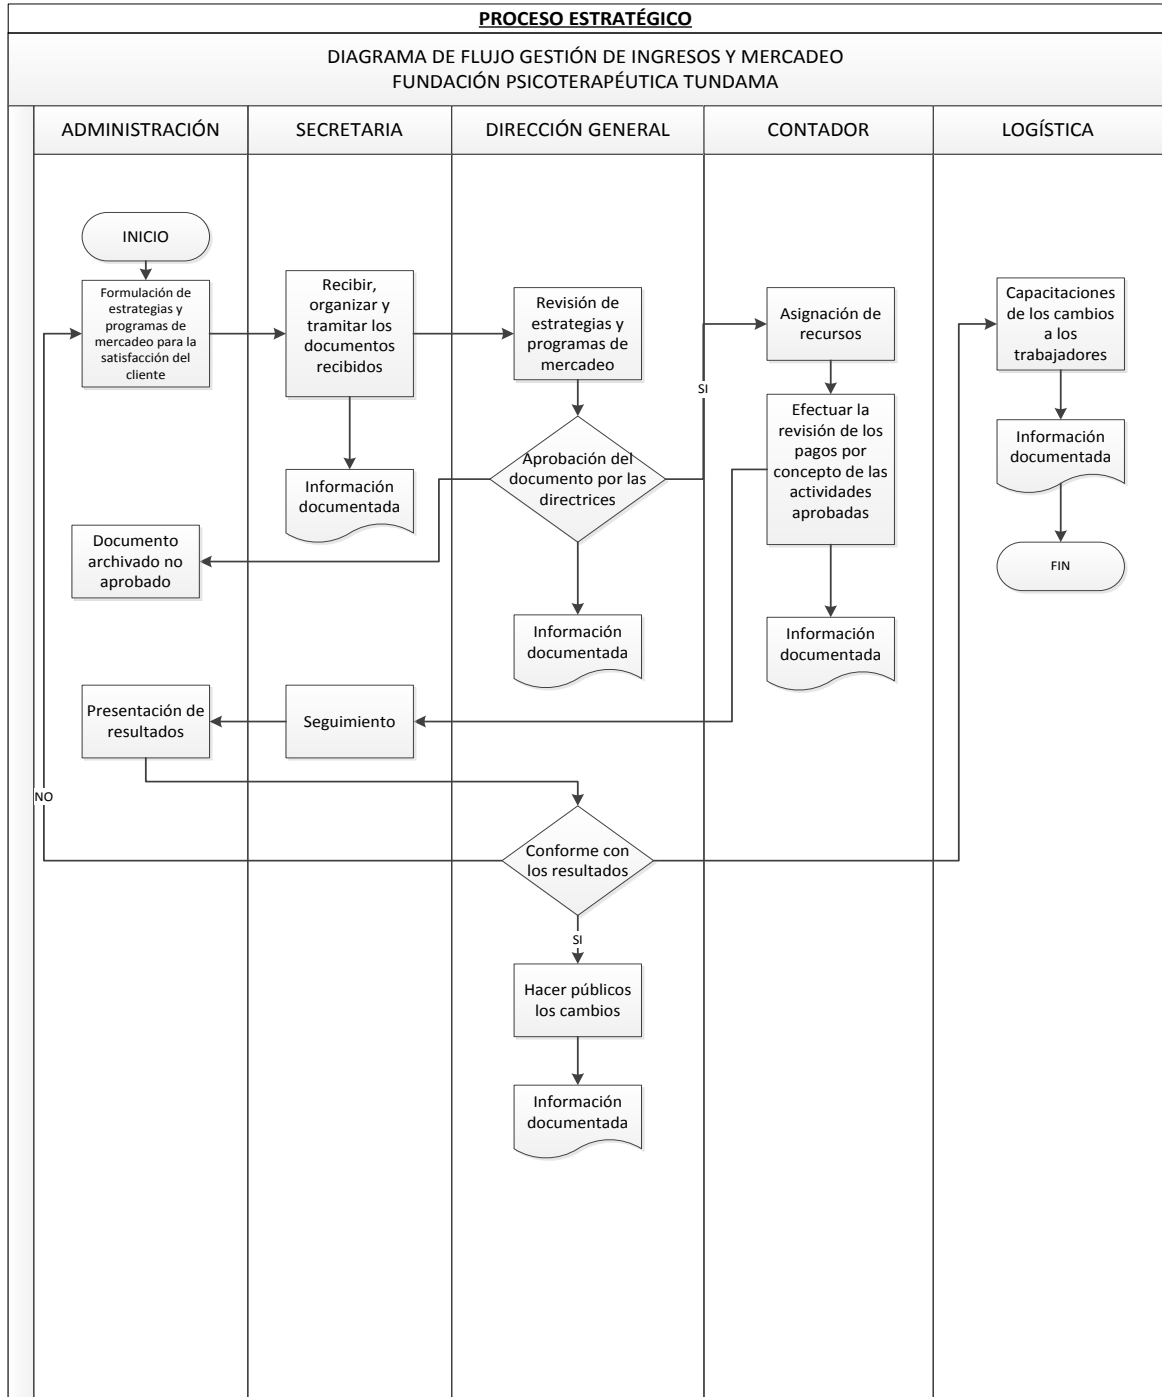 PROCESO ESTRATÉGICO
DIAGRAMA DE FLUJO GESTIÓN DE INGRESOS Y MERCADEO
FUNDACIÓN PSICOTERAPÉUTICA TUNDAMA
ADMINISTRACIÓN
SECRETARIA
DIRECCIÓN GENERAL
CONTADOR
LOGÍSTICA
INICIO
Formulación de
estrategias y
programas de
mercadeo para la
satisfacción del
cliente
Recibir,
organizar y
tramitar los
documentos
recibidos
Revisión de
estrategias y
programas de
mercadeo
Asignación de
recursos
Capacitaciones
de los cambios
a los
trabajadores
SI
Efectuar la
revisión de los
pagos por
concepto de las
actividades
aprobadas
Información
documentada
Aprobación del
documento por las
directrices
Información
documentada
Documento
archivado no
aprobado
FIN
Información
documentada
Información
documentada
Presentación de
resultados
Seguimiento
NO
Conforme con
los resultados
SI
Hacer públicos
los cambios
Información
documentada